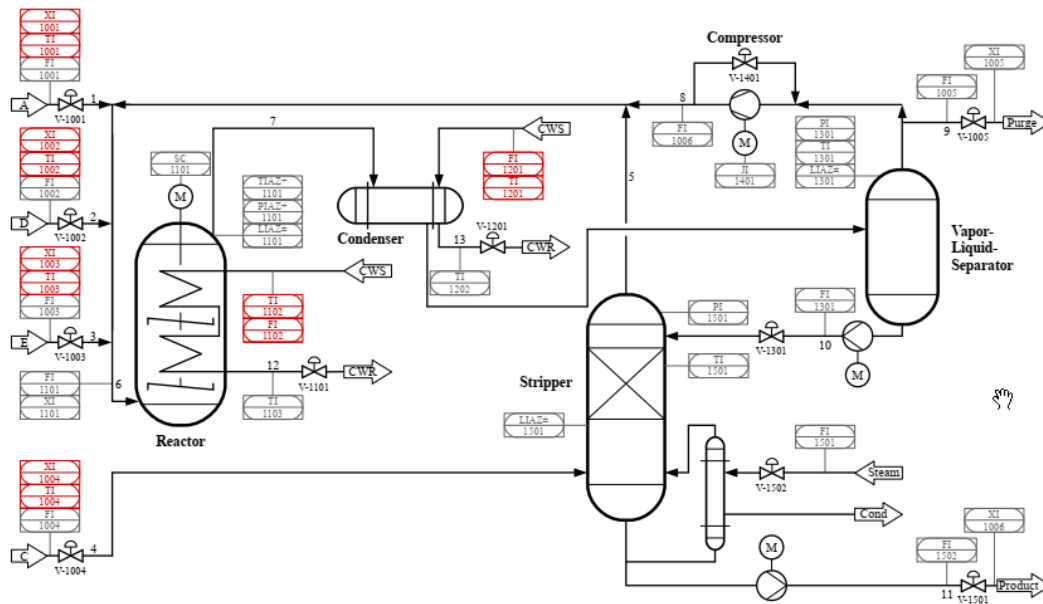 XI
1001
TI
1001
FI
1001
A
V-1001
1
XI
1002
TI
1002
FI
1002
D
V-1002
2
XI
1003
TI
1003
FI
1003
E
V-1003
3
FI
1101
XI
1101
6
XI
1004
TI
1004
FI
1004
C
V-1004
4
7
SC
1101
M
TIAZ+
1101
PIAZ+
1101
LIAZ±
1101
Reactor
CWS
TI
1102
FI
1102
12
V-1101
CWR
TI
1103
CWS
FI
1201
TI
1201
Condenser
13
V-1201
CWR
TI
1202
Compressor
V-1401
8
FI
1006
M
JI
1401
5
PI
1301
TI
1301
LIAZ±
1301
FI
1005
XI
1005
9
V-1005
Purge
Vapor-
Liquid-
Separator
FI
1301
V-1301
10
M
PI
1501
TI
1501
Stripper
LIAZ±
1501
FI
1501
V-1502
Steam
Cond
M
XI
1006
FI
1502
11
V-1501
Product